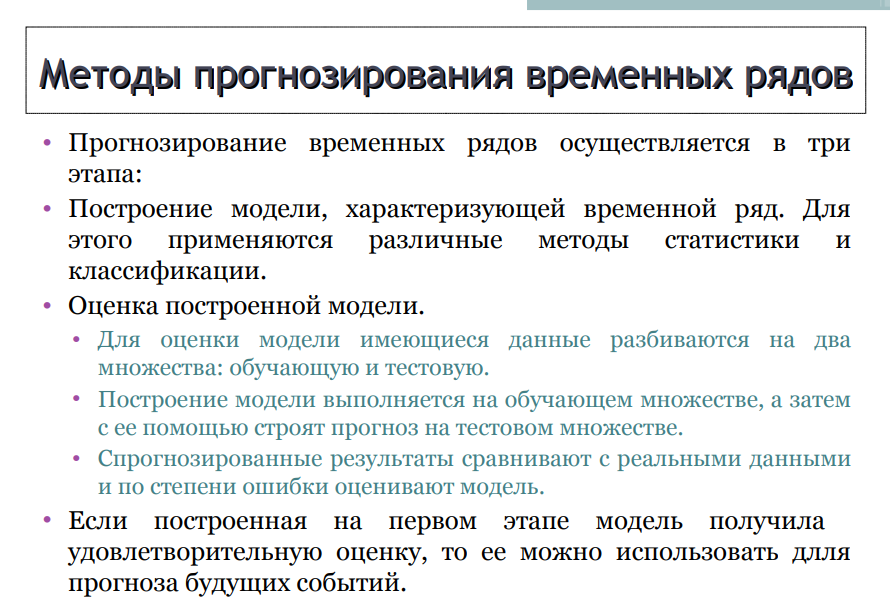 Методы прогнозирования временных рядов
• Прогнозирование временных рядов осуществляется в три
этапа:
• Построение модели, характеризующей временной ряд. Для
этого применяются различные методы статистики и
классификации.
• Оценка построенной модели.
• Для оценки модели имеющиеся данные разбиваются на два
множества: обучающую и тестовую.
• Построение модели выполняется на обучающем множестве, а затем
с ее помощью строят прогноз на тестовом множестве.
• Спрогнозированные результаты сравнивают с реальными данными
и по степени ошибки оценивают модель.
• Если построенная на первом этапе модель получила
удовлетворительную оценку, то ее можно использовать длля
прогноза будущих событий.